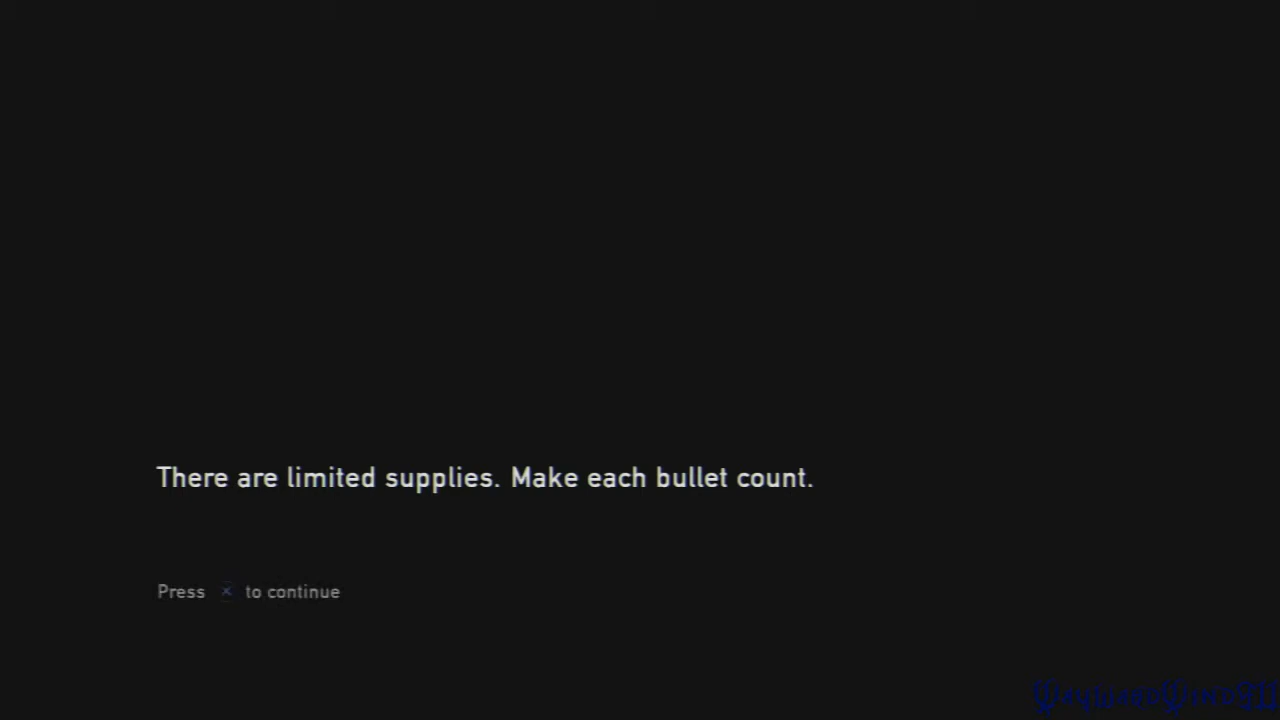 There are limited supplies. Make each bullet count.
Press × to continue